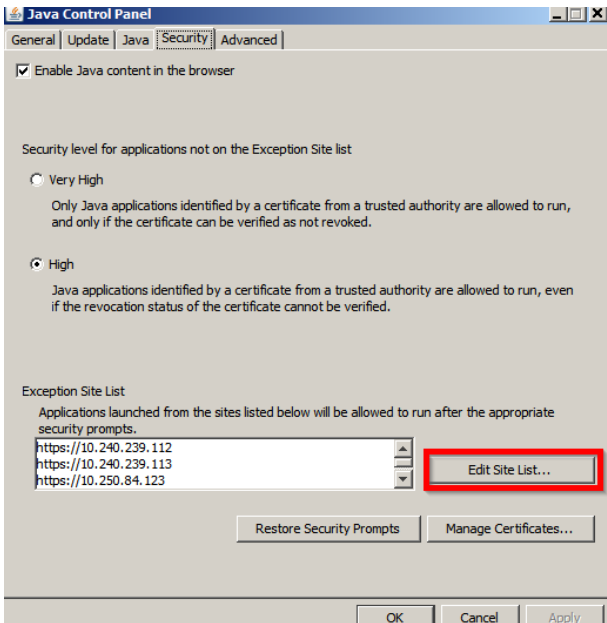 Java Control Panel
General Update Java Security Advanced
Enable Java content in the browser
Security level for applications not on the Exception Site list
Very High
Only Java applications identified by a certificate from a trusted authority are allowed to run,
and only if the certificate can be verified as not revoked.
High
Java applications identified by a certificate from a trusted authority are allowed to run, even
if the revocation status of the certificate cannot be verified.
Exception Site List
Applications launched from the sites listed below will be allowed to run after the appropriate
security prompts.
https://10.240.239.112
https://10.240.239.113
https://10.250.84.123
Edit Site List...
Restore Security Prompts Manage Certificates...
OK Cancel Apply